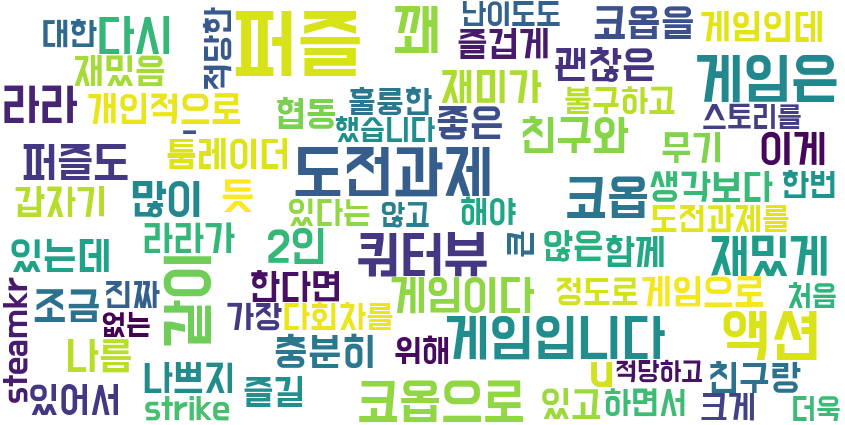 대한 다시 적당한 퍼즐 꽤 난이도도 코옵을 게임인데
재밌음 즐겁게 괜찮은 게임은
라라 개인적으로 협동 훌륭한 재미가 불구하고
했습니다 좋은 친구와 스토리를
퍼즐도 툼레이더 도전과제 무기 이게
갑자기 많이 듯 있다는 않고 해야 코옵 생각보다 한번
라라가 2인 퀵터뷰 큰 않은 함께 도전과제를 재밌게
있는데 같이
steamkr 조금 진짜 한다면 게임이다 정도로 게임으로 처음
없는 가장 다회차를 게임입니다 액션
나름 충분히 위해
있어서 나쁘지 즐길 u 적당하고 친구랑
strike 코옵으로 있고 하면서 크게 더욱